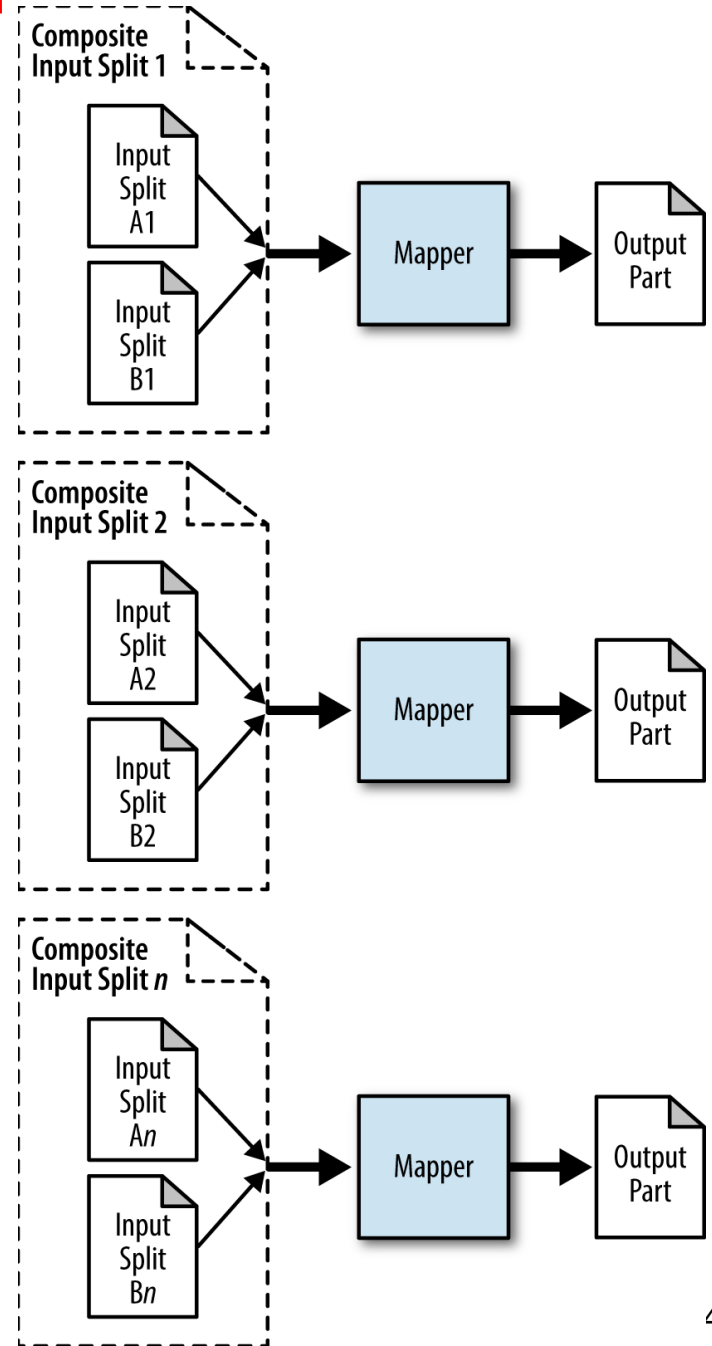 Composite
Input Split 1
Input
Split
A1
Input
Split
B1
Mapper
Output
Part
Composite
Input Split 2
Input
Split
A2
Input
Split
B2
Mapper
Output
Part
Composite
Input Split n
Input
Split
An
Input
Split
Bn
Mapper
Output
Part